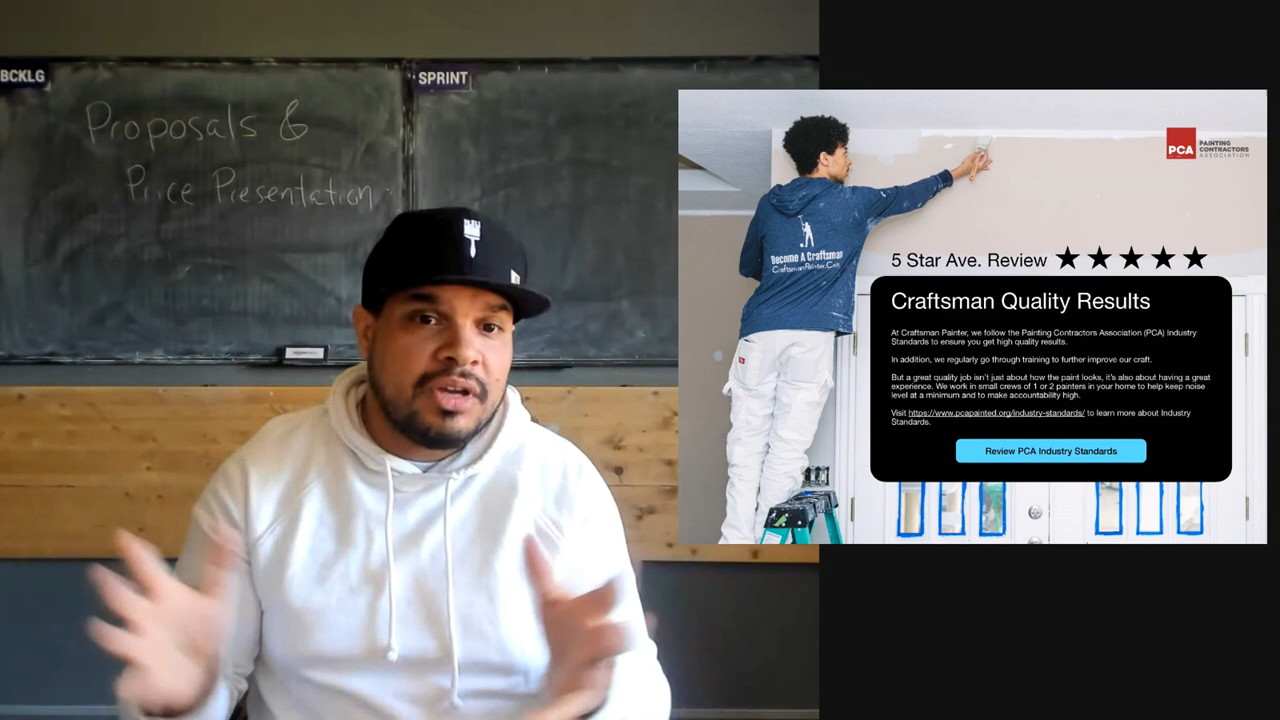 BCKLG
SPRINT
Proposals &
Price Presentation
PCA
PAINTING
CONTRACTORS
ASSOCIATION
Become A Craftsman
CraftsmanPainter.Com
5 Star Ave. Review ★★★★★
Craftsman Quality Results
At Craftsman Painter, we follow the Painting Contractors Association (PCA) Industry
Standards to ensure you get high quality results.
In addition, we regularly go through training to further improve our craft.
But a great quality job isn't just about how the paint looks, it's also about having a great
experience. We work in small crews of 1 or 2 painters in your home to help keep noise
level at a minimum and to make accountability high.
Visit https://www.pcapainted.org/industry-standards/ to learn more about Industry
Standards.
Review PCA Industry Standards